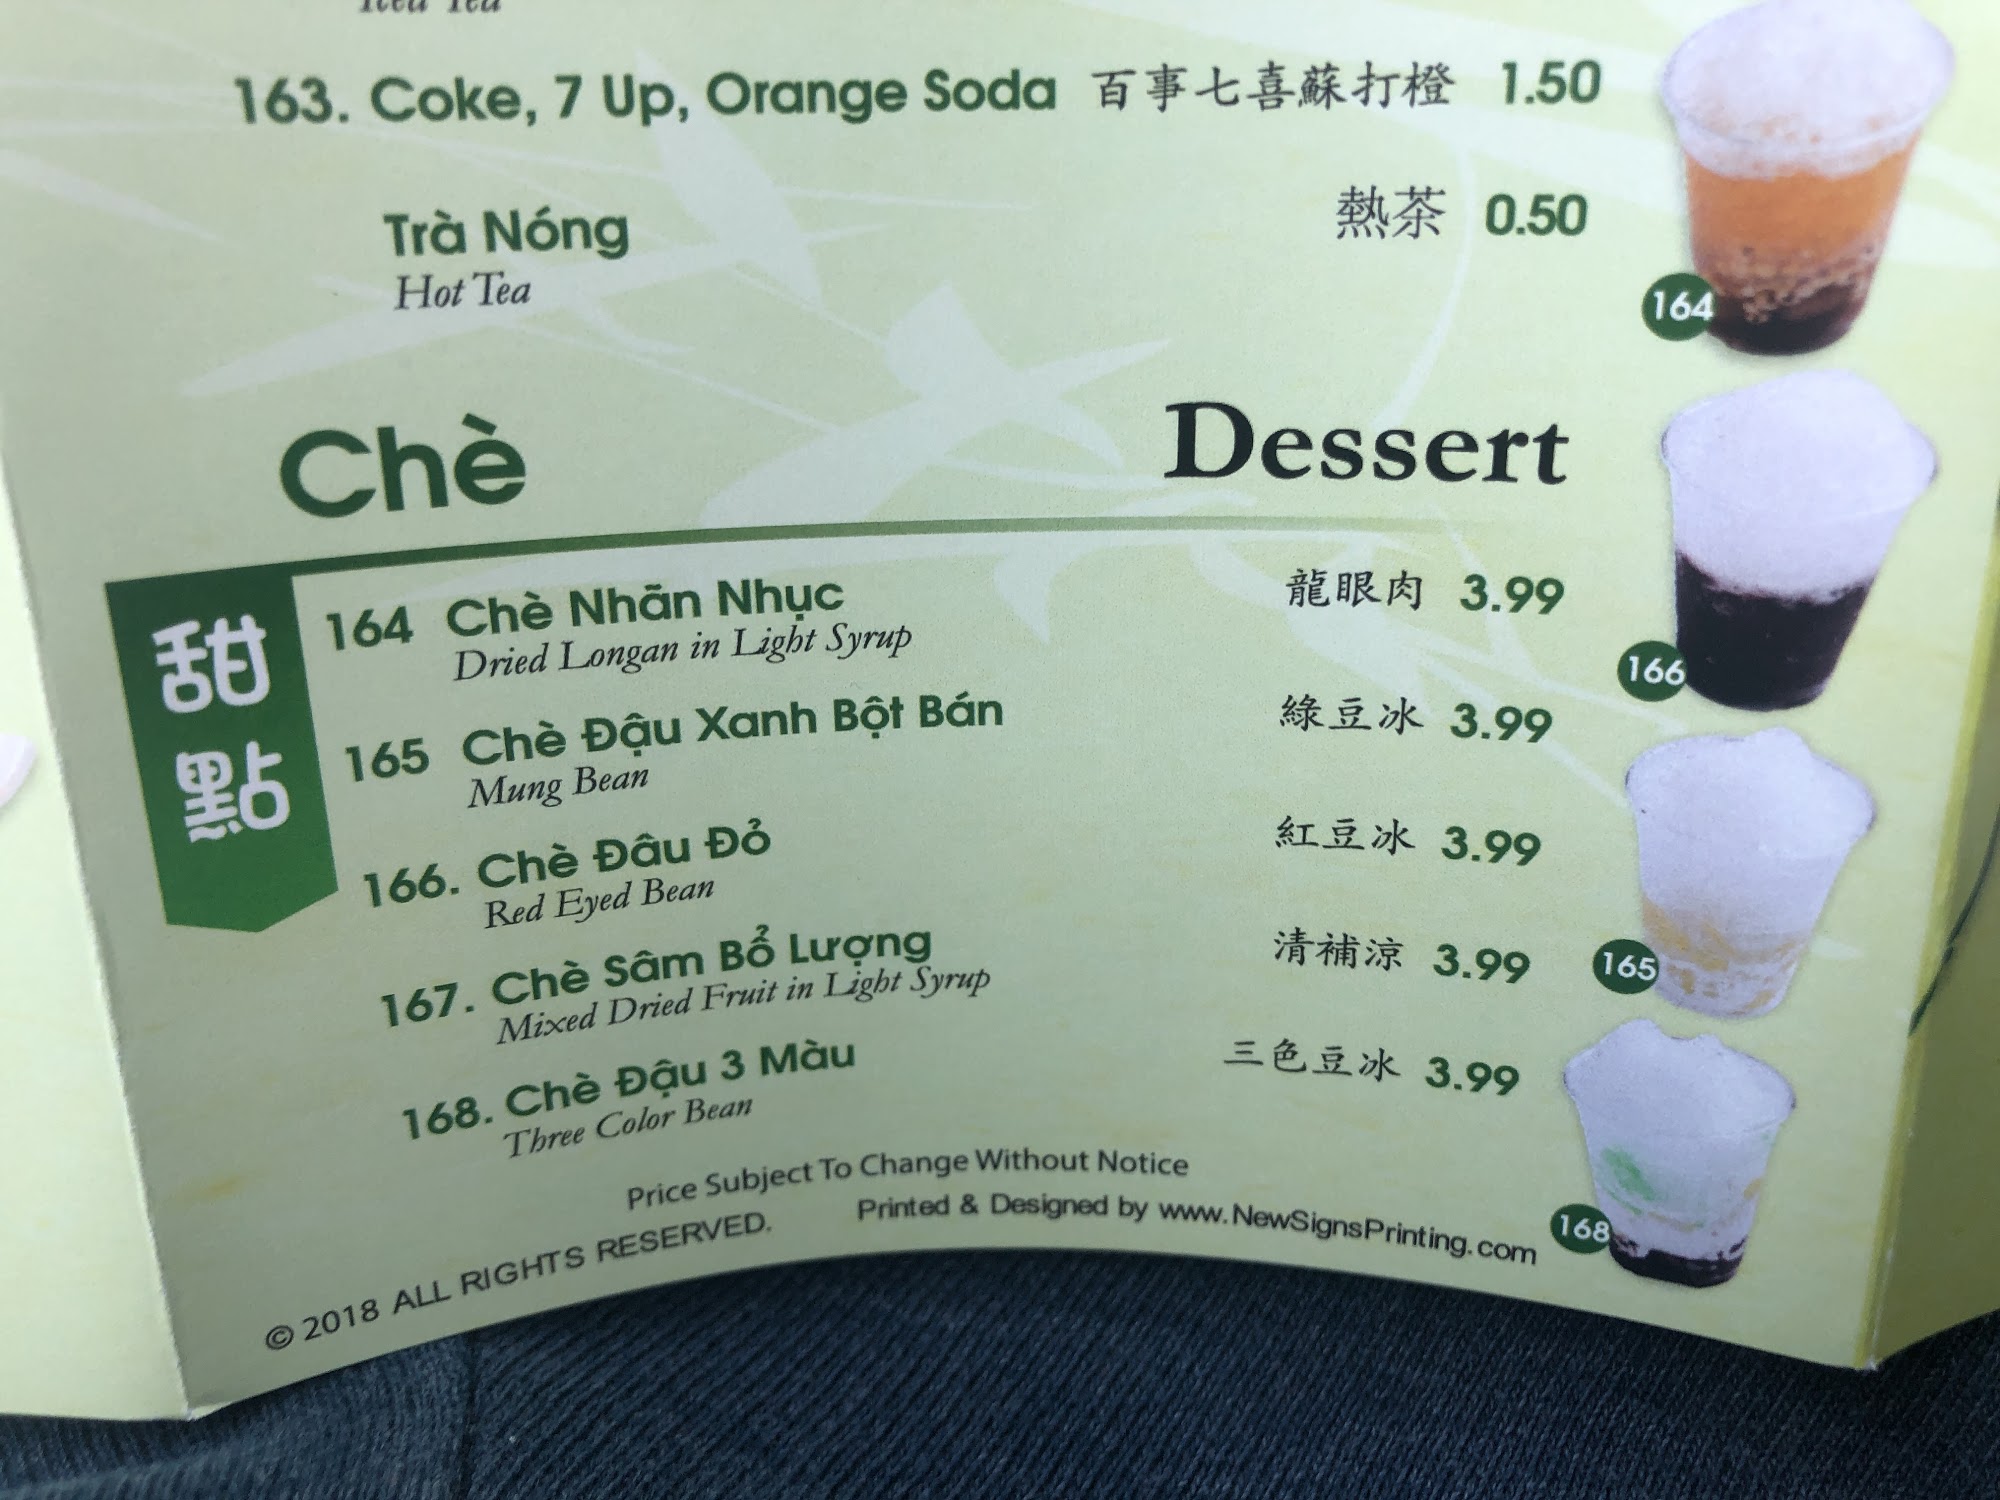 Iced Tea
163. Coke, 7 Up, Orange Soda 百事七喜蘇打橙 1.50
Trà Nóng 熱茶 0.50
Hot Tea
164
Chè Dessert
甜點
164 Chè Nhãn Nhục 龍眼肉 3.99
Dried Longan in Light Syrup
166
165 Chè Đậu Xanh Bột Bán 綠豆冰 3.99
Mung Bean
166. Chè Đâu Đỏ 紅豆冰 3.99
Red Eyed Bean
167. Chè Sâm Bổ Lượng 清補涼 3.99
Mixed Dried Fruit in Light Syrup
165
168. Chè Đậu 3 Màu 三色豆冰 3.99
Three Color Bean
168
Price Subject To Change Without Notice
© 2018 ALL RIGHTS RESERVED. Printed & Designed by www.NewSignsPrinting.com